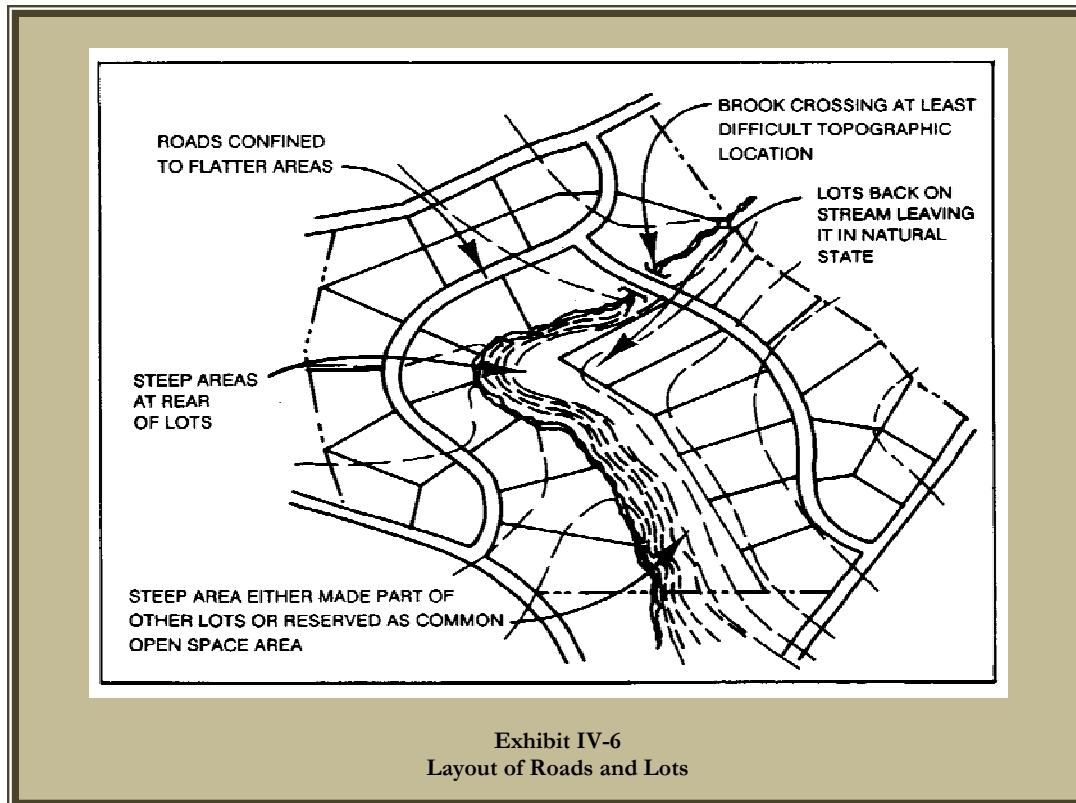 ROADS CONFINED
TO FLATTER AREAS
BROOK CROSSING AT LEAST
DIFFICULT TOPOGRAPHIC
LOCATION
LOTS BACK ON
STREAM LEAVING
IT IN NATURAL
STATE
STEEP AREAS
AT REAR
OF LOTS
STEEP AREA EITHER MADE PART OF
OTHER LOTS OR RESERVED AS COMMON
OPEN SPACE AREA
Exhibit IV-6
Layout of Roads and Lots